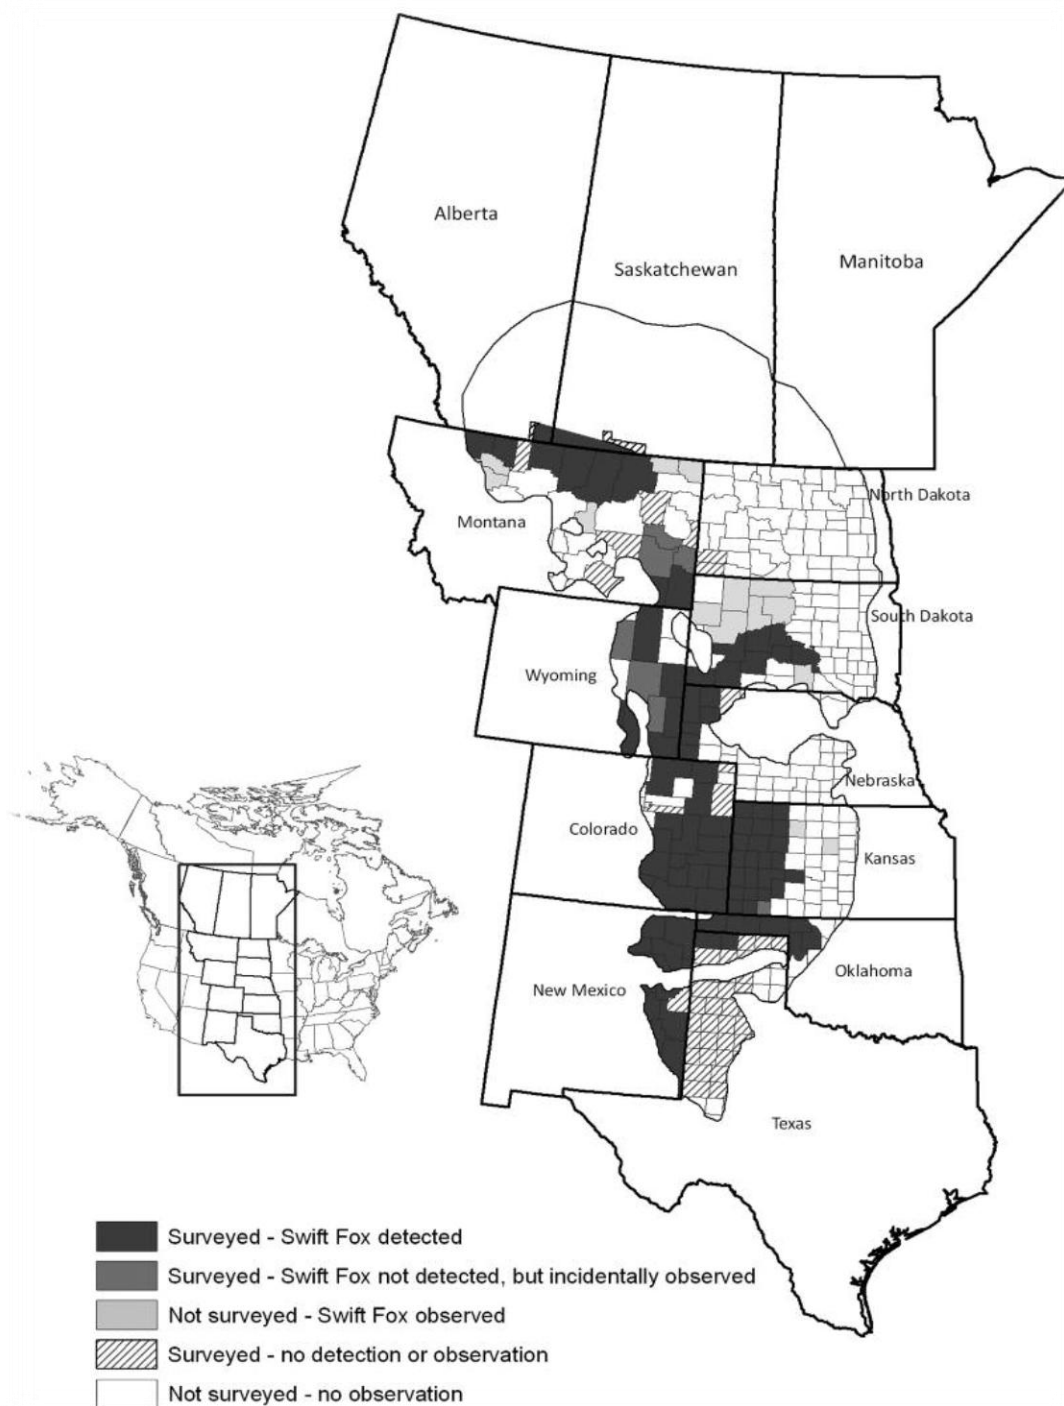 Alberta
Saskatchewan
Manitoba
North Dakota
Montana
South Dakota
Wyoming
Nebraska
Colorado
Kansas
Oklahoma
New Mexico
Texas
Surveyed - Swift Fox detected
Surveyed - Swift Fox not detected, but incidentally observed
Not surveyed - Swift Fox observed
Surveyed - no detection or observation
Not surveyed - no observation